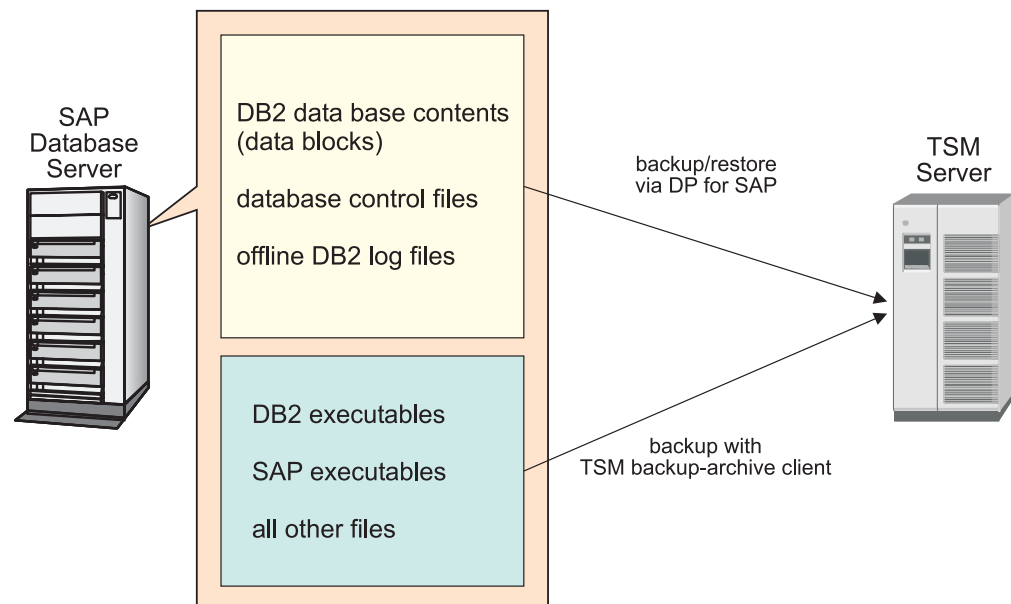 SAP
Database
Server
DB2 data base contents
(data blocks)
database control files
offline DB2 log files
DB2 executables
SAP executables
all other files
backup/restore
via DP for SAP
backup with
TSM backup-archive client
TSM
Server